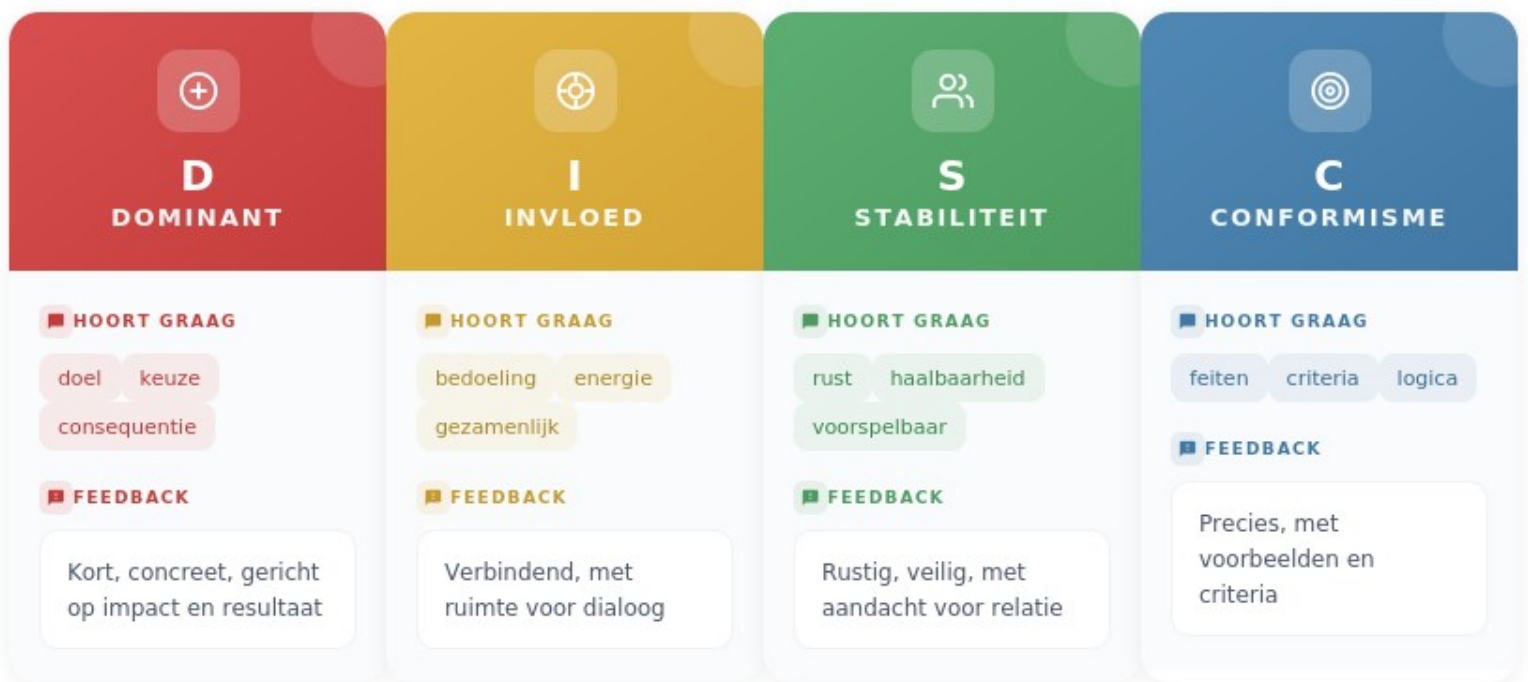 D
DOMINANT
HOORT GRAAG
doel keuze
consequentie
FEEDBACK
Kort, concreet, gericht
op impact en resultaat
I
INVLOED
HOORT GRAAG
bedoeling energie
gezamenlijk
FEEDBACK
Verbindend, met
ruimte voor dialoog
S
STABILITEIT
HOORT GRAAG
rust haalbaarheid
voorspelbaar
FEEDBACK
Rustig, veilig, met
aandacht voor relatie
C
CONFORMISME
HOORT GRAAG
feiten criteria logica
FEEDBACK
Precies, met
voorbeelden en
criteria